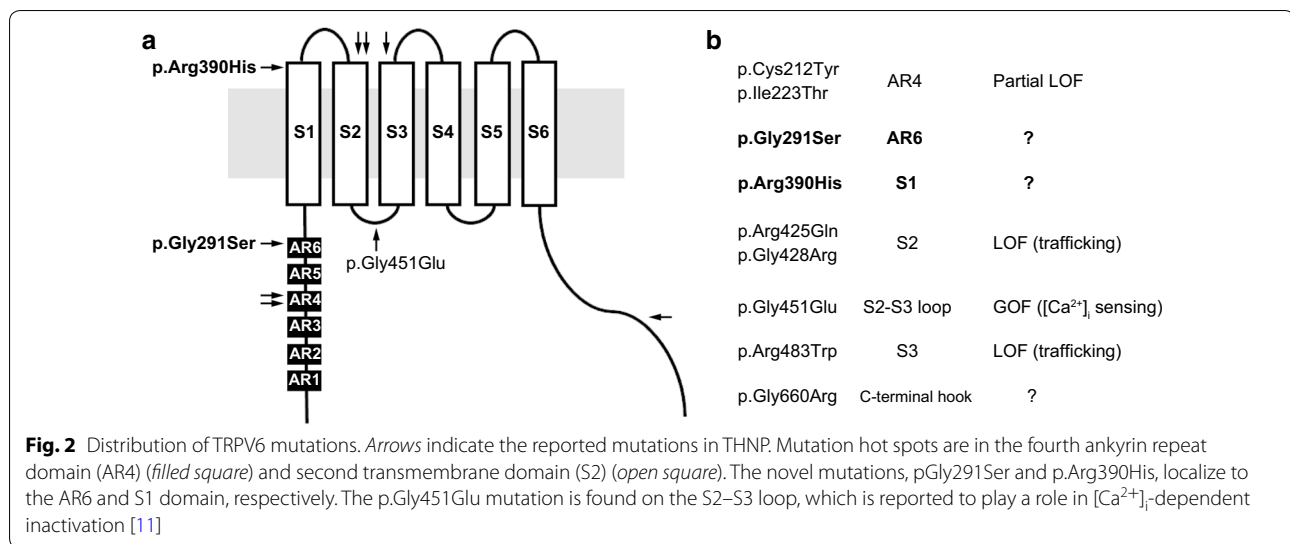 a
p.Arg390His
S1 S2 S3 S4 S5 S6
p.Gly291Ser
p.Gly451Glu
AR6
AR5
AR4
AR3
AR2
AR1
b
p.Cys212Tyr
p.Ile223Thr
AR4 Partial LOF
p.Gly291Ser AR6 ?
p.Arg390His S1 ?
p.Arg425Gln
p.Gly428Arg
S2 LOF (trafficking)
p.Gly451Glu S2-S3 loop GOF ([Ca²⁺]ᵢ sensing)
p.Arg483Trp S3 LOF (trafficking)
p.Gly660Arg C-terminal hook ?
Fig. 2 Distribution of TRPV6 mutations. Arrows indicate the reported mutations in THNP. Mutation hot spots are in the fourth ankyrin repeat
domain (AR4) (filled square) and second transmembrane domain (S2) (open square). The novel mutations, pGly291Ser and p.Arg390His, localize to
the AR6 and S1 domain, respectively. The p.Gly451Glu mutation is found on the S2–S3 loop, which is reported to play a role in [Ca²⁺]ᵢ-dependent
inactivation [11]